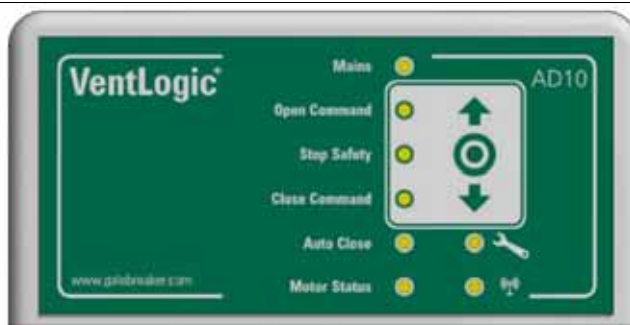 Mains
VentLogic®
AD10
Open Command
Stop Safety
Close Command
Auto Close
www.galebreaker.com
Motor Status